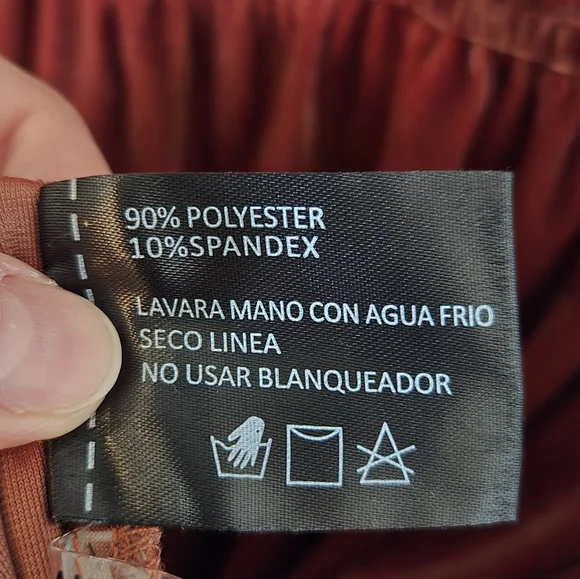 90% POLYESTER
10%SPANDEX
LAVARA MANO CON AGUA FRIO
SECO LINEA
NO USAR BLANQUEADOR